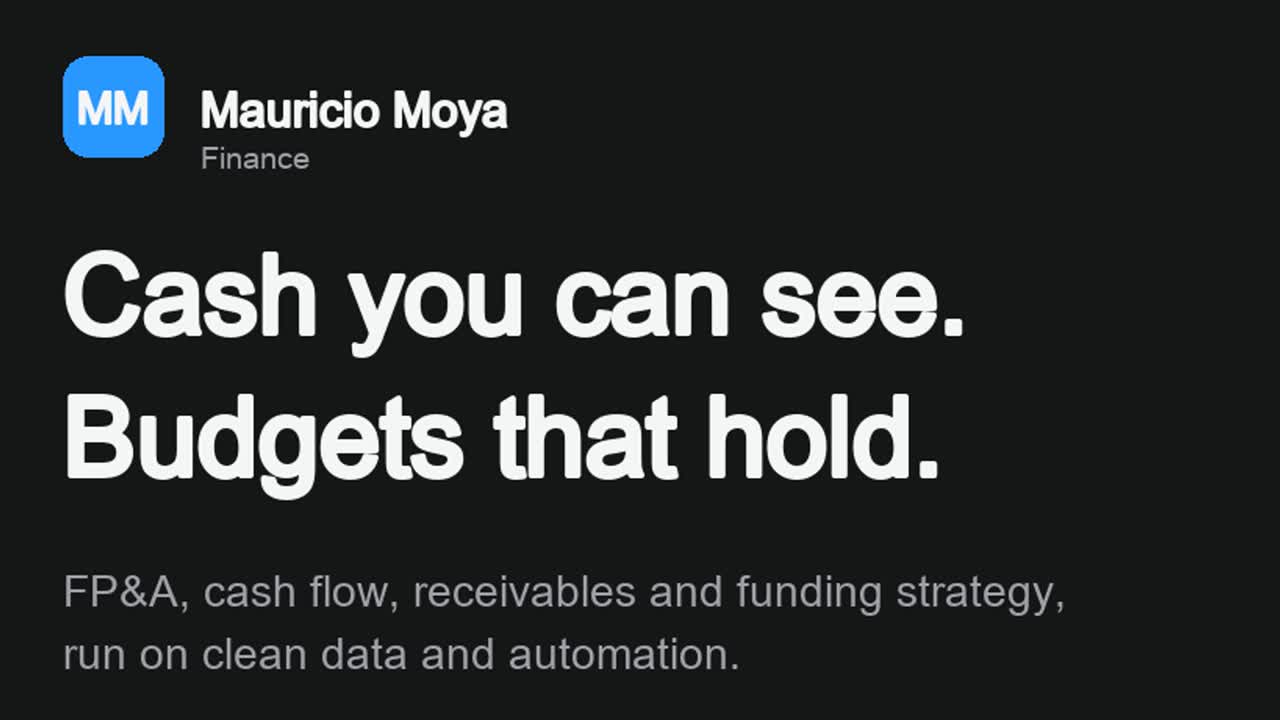 MM
Mauricio Moya
Finance
Cash you can see.
Budgets that hold.
FP&A, cash flow, receivables and funding strategy,
run on clean data and automation.